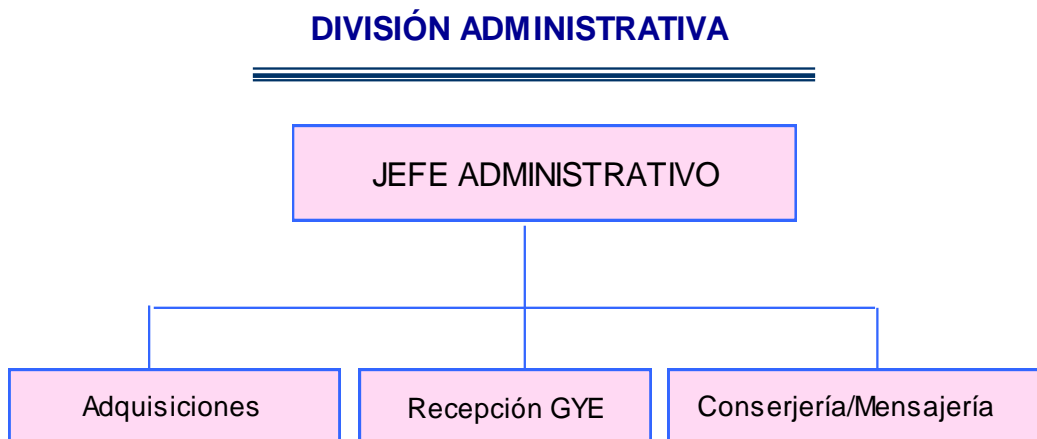 DIVISIÓN ADMINISTRATIVA
JEFE ADMINISTRATIVO
Adquisiciones
Recepción GYE
Conserjería/Mensajería